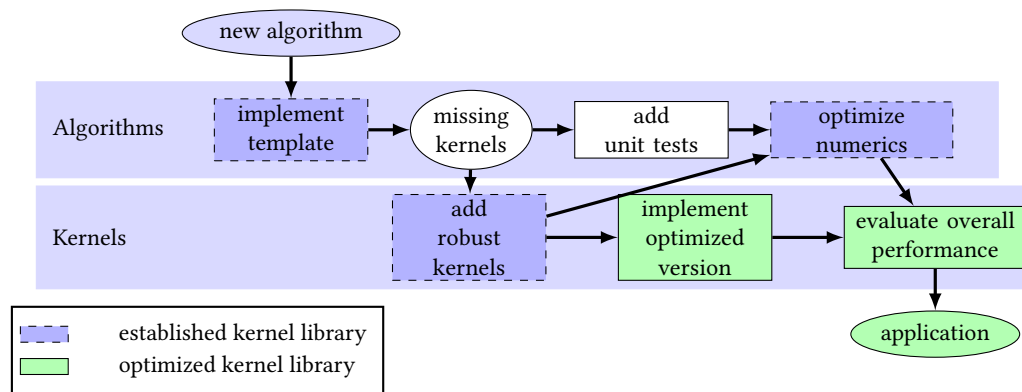 new algorithm
Algorithms
implement
template
missing
kernels
add
unit tests
optimize
numerics
Kernels
add
robust
kernels
implement
optimized
version
evaluate overall
performance
established kernel library
optimized kernel library
application